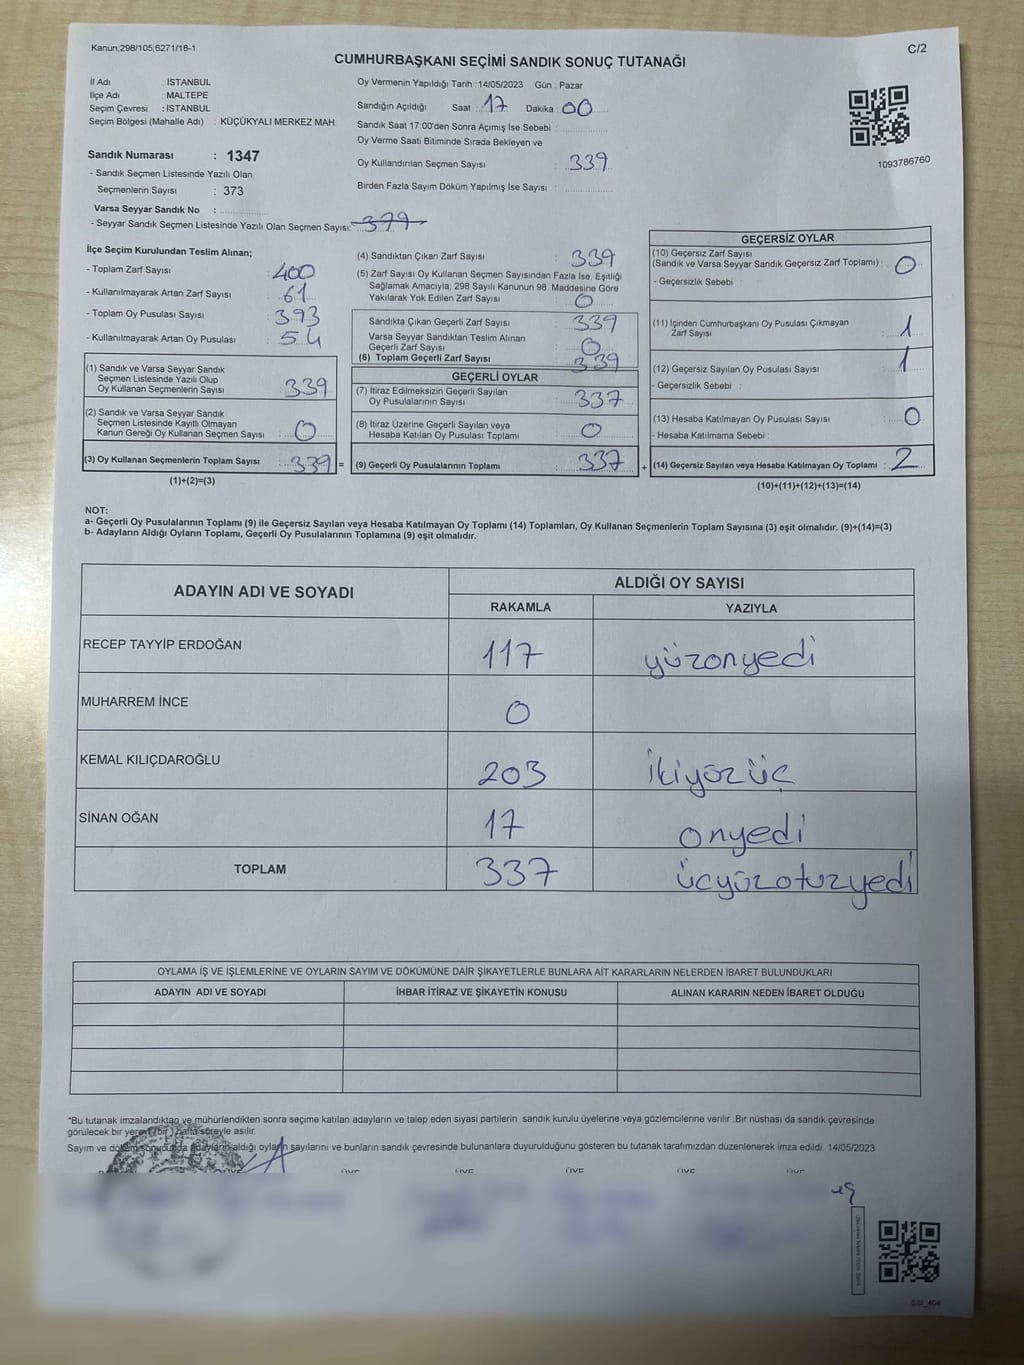 Kanun;298/105;6271/18-1
C/2
CUMHURBAŞKANI SEÇİMİ SANDIK SONUÇ TUTANAĞI
İl Adı : İSTANBUL
İlçe Adı : MALTEPE
Seçim Çevresi : İSTANBUL
Seçim Bölgesi (Mahalle Adı) : KÜÇÜKYALI MERKEZ MAH.
Sandık Numarası : 1347
- Sandık Seçmen Listesinde Yazılı Olan
Seçmenlerin Sayısı : 373
Varsa Seyyar Sandık No :
- Seyyar Sandık Seçmen Listesinde Yazılı Olan Seçmen Sayısı: 379
Oy Vermenin Yapıldığı Tarih : 14/05/2023 Gün : Pazar
Sandığın Açıldığı Saat : 17 Dakika : 00
Sandık Saat 17:00'den Sonra Açımış İse Sebebi :
Oy Verme Saati Bitiminde Sırada Bekleyen ve
Oy Kullandırılan Seçmen Sayısı : 339
Birden Fazla Sayım Döküm Yapılmış İse Sayısı :
1093786760
İlçe Seçim Kurulundan Teslim Alınan;
- Toplam Zarf Sayısı : 400
- Kullanılmayarak Artan Zarf Sayısı : 61
- Toplam Oy Pusulası Sayısı : 393
- Kullanılmayarak Artan Oy Pusulası : 54
(1) Sandık ve Varsa Seyyar Sandık
Seçmen Listesinde Yazılı Olup
Oy Kullanan Seçmenlerin Sayısı : 339
(2) Sandık ve Varsa Seyyar Sandık
Seçmen Listesinde Kayıtlı Olmayan
Kanun Gereği Oy Kullanan Seçmen Sayısı : 0
(3) Oy Kullanan Seçmenlerin Toplam Sayısı : 339 =
(1)+(2)=(3)
(4) Sandıktan Çıkan Zarf Sayısı : 339
(5) Zarf Sayısı Oy Kullanan Seçmen Sayısından Fazla İse, Eşitliği
Sağlamak Amacıyla, 298 Sayılı Kanunun 98. Maddesine Göre
Yakılarak Yok Edilen Zarf Sayısı : 0
Sandıkta Çıkan Geçerli Zarf Sayısı : 339
Varsa Seyyar Sandıktan Teslim Alınan
Geçerli Zarf Sayısı : 0
(6) Toplam Geçerli Zarf Sayısı : 339
GEÇERLİ OYLAR
(7) İtiraz Edilmeksizin Geçerli Sayılan
Oy Pusulalarının Sayısı : 337
(8) İtiraz Üzerine Geçerli Sayılan veya
Hesaba Katılan Oy Pusulası Toplamı : 0
(9) Geçerli Oy Pusulalarının Toplamı : 337 +
GEÇERSİZ OYLAR
(10) Geçersiz Zarf Sayısı
(Sandık ve Varsa Seyyar Sandık Geçersiz Zarf Toplamı) : 0
- Geçersizlik Sebebi :
(11) İçinden Cumhurbaşkanı Oy Pusulası Çıkmayan
Zarf Sayısı : 1
(12) Geçersiz Sayılan Oy Pusulası Sayısı : 1
- Geçersizlik Sebebi :
(13) Hesaba Katılmayan Oy Pusulası Sayısı : 0
- Hesaba Katılmama Sebebi :
(14) Geçersiz Sayılan veya Hesaba Katılmayan Oy Toplamı : 2
(10)+(11)+(12)+(13)=(14)
NOT:
a- Geçerli Oy Pusulalarının Toplamı (9) ile Geçersiz Sayılan veya Hesaba Katılmayan Oy Toplamı (14) Toplamları, Oy Kullanan Seçmenlerin Toplam Sayısına (3) eşit olmalıdır. (9)+(14)=(3)
b- Adayların Aldığı Oyların Toplamı, Geçerli Oy Pusulalarının Toplamına (9) eşit olmalıdır.
ADAYIN ADI VE SOYADI ALDIĞI OY SAYISI
RAKAMLA YAZIYLA
RECEP TAYYİP ERDOĞAN 117 yüzonyedi
MUHARREM İNCE 0
KEMAL KILIÇDAROĞLU 203 ikiyüzüç
SİNAN OĞAN 17 onyedi
TOPLAM 337 üçyüzotuzyedi
OYLAMA İŞ VE İŞLEMLERİNE VE OYLARIN SAYIM VE DÖKÜMÜNE DAİR ŞİKAYETLERLE BUNLARA AİT KARARLARIN NELERDEN İBARET BULUNDUKLARI
ADAYIN ADI VE SOYADI İHBAR İTİRAZ VE ŞİKAYETİN KONUSU ALINAN KARARIN NEDEN İBARET OLDUĞU
*Bu tutanak imzalandıktan ve mühürlendikten sonra seçime katılan adayların ve talep eden siyasi partilerin sandık kurulu üyelerine veya gözlemcilerine verilir .Bir nüshası da sandık çevresinde
görülecek bir yere (bir) hafta süreyle asılır.
Sayım ve döküm sonucunda adayların aldığı oyların sayılarını ve bunların sandık çevresinde bulunanlara duyurulduğunu gösteren bu tutanak tarafımızdan düzenlenerek imza edildi. 14/05/2023
ÜYE ÜYE ÜYE ÜYE ÜYE